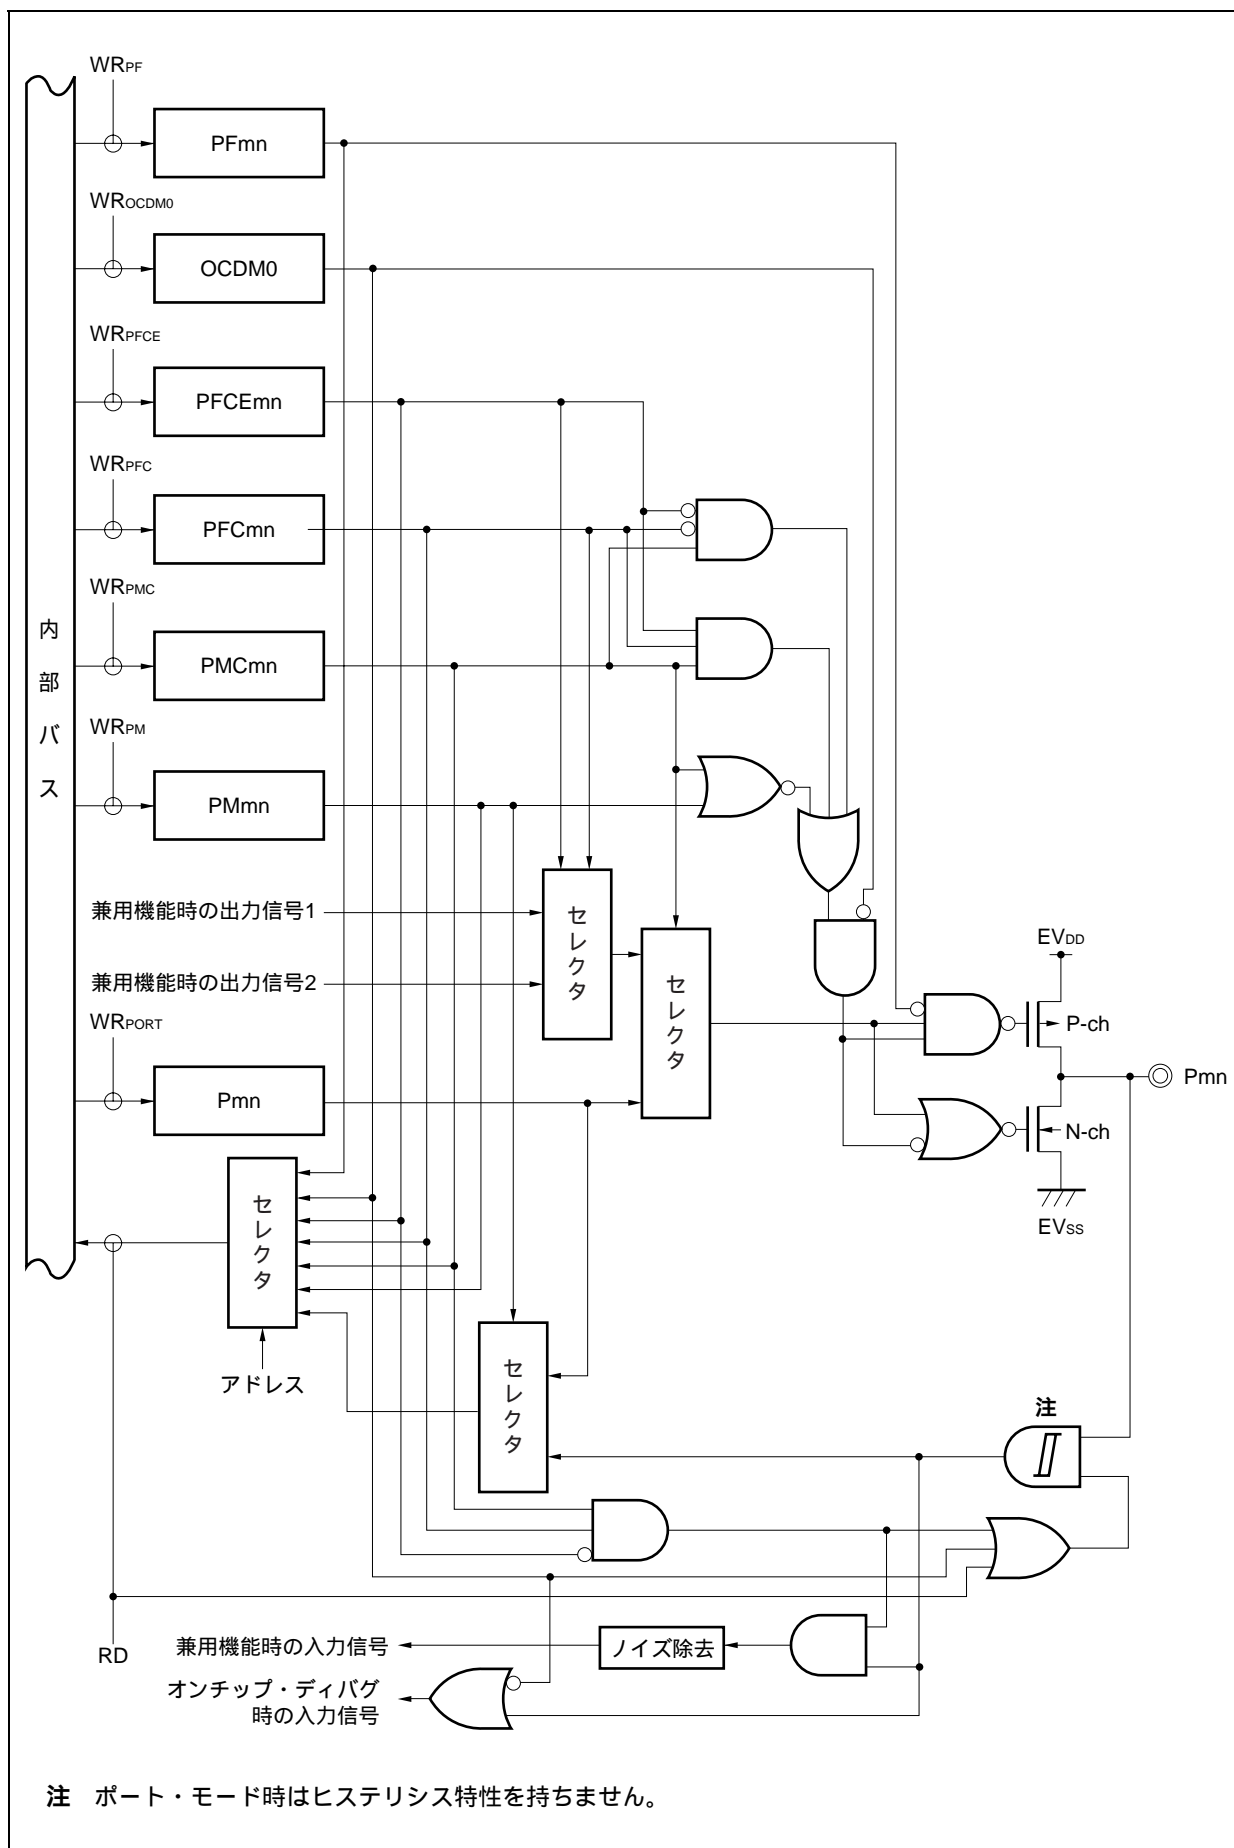 WRPF
PFmn
WROCDM0
OCDM0
WRPFCE
PFCEmn
WRPFC
PFCmn
WRPMC
内部バス
PMCmn
WRPM
PMmn
兼用機能時の出力信号1
セレクタ
兼用機能時の出力信号2
セレクタ
EVDD
P-ch
WRPORT
Pmn
Pmn
N-ch
セレクタ
EVSS
アドレス
セレクタ
注
兼用機能時の入力信号
ノイズ除去
RD
オンチップ・ディバグ
時の入力信号
注 ポート・モード時はヒステリシス特性を持ちません。